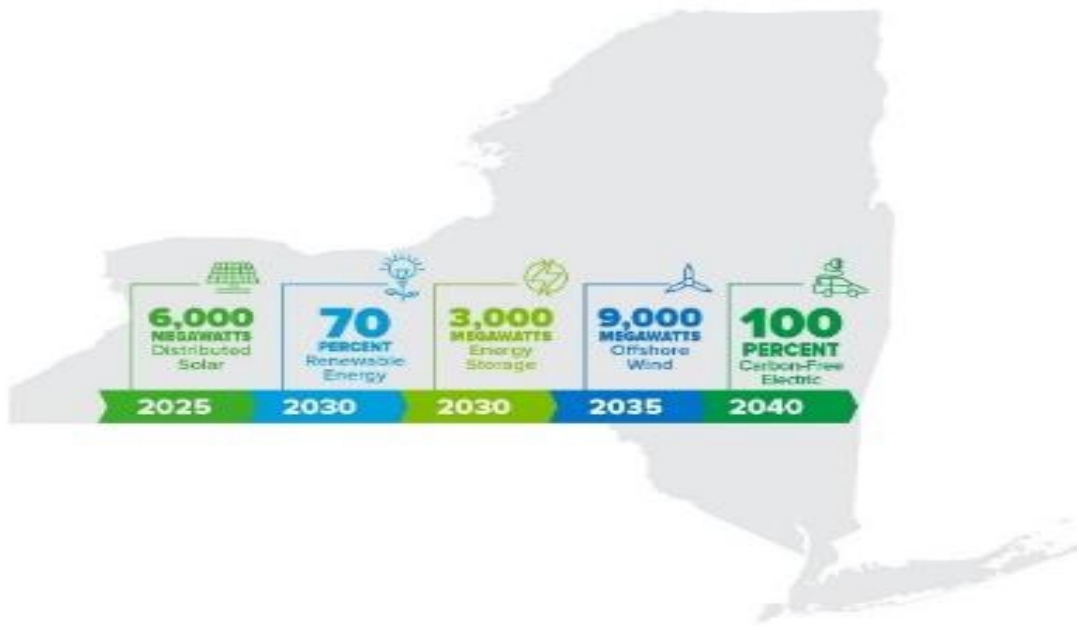 6,000
MEGAWATTS
Distributed
Solar
2025
70
PERCENT
Renewable
Energy
2030
3,000
MEGAWATTS
Energy
Storage
2030
9,000
MEGAWATTS
Offshore
Wind
2035
100
PERCENT
Carbon-Free
Electric
2040